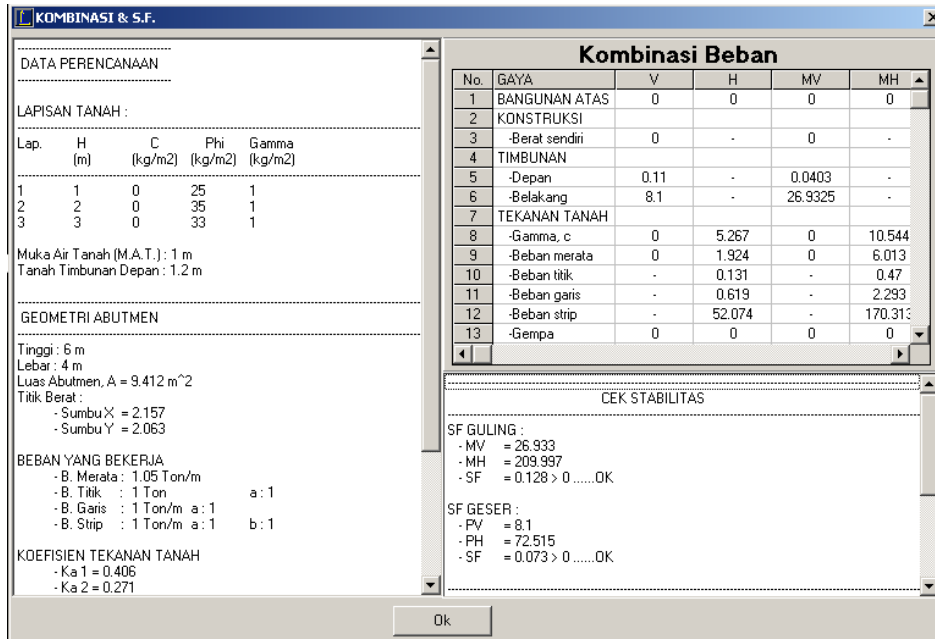 KOMBINASI & S.F.
DATA PERENCANAAN
LAPISAN TANAH :
Lap. H C Phi Gamma
(m) (kg/m2) (kg/m2) (kg/m2)
1 1 0 25 1
2 2 0 35 1
3 3 0 33 1
Muka Air Tanah (M.A.T.) : 1 m
Tanah Timbunan Depan : 1.2 m
GEOMETRI ABUTMEN
Tinggi : 6 m
Lebar : 4 m
Luas Abutmen, A = 9.412 m^2
Titik Berat :
- Sumbu X = 2.157
- Sumbu Y = 2.063
BEBAN YANG BEKERJA
- B. Merata : 1.05 Ton/m
- B. Titik : 1 Ton a : 1
- B. Garis : 1 Ton/m a : 1
- B. Strip : 1 Ton/m a : 1 b : 1
KOEFISIEN TEKANAN TANAH
- Ka 1 = 0.406
- Ka 2 = 0.271
Kombinasi Beban
No. GAYA V H MV MH
1 BANGUNAN ATAS 0 0 0 0
2 KONSTRUKSI
3 -Berat sendiri 0 - 0 -
4 TIMBUNAN
5 -Depan 0.11 - 0.0403 -
6 -Belakang 8.1 - 26.9325 -
7 TEKANAN TANAH
8 -Gamma, c 0 5.267 0 10.544
9 -Beban merata 0 1.924 0 6.013
10 -Beban titik - 0.131 - 0.47
11 -Beban garis - 0.619 - 2.293
12 -Beban strip - 52.074 - 170.313
13 -Gempa 0 0 0 0
CEK STABILITAS
SF GULING :
- MV = 26.933
- MH = 209.997
- SF = 0.128 > 0 ......OK
SF GESER :
- PV = 8.1
- PH = 72.515
- SF = 0.073 > 0 ......OK
Ok